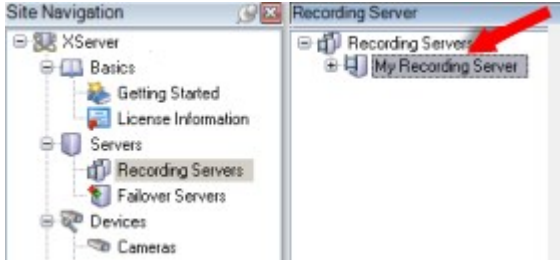 Site Navigation
XServer
Basics
Getting Started
License Information
Servers
Recording Servers
Failover Servers
Devices
Cameras
Recording Server
Recording Servers
My Recording Server